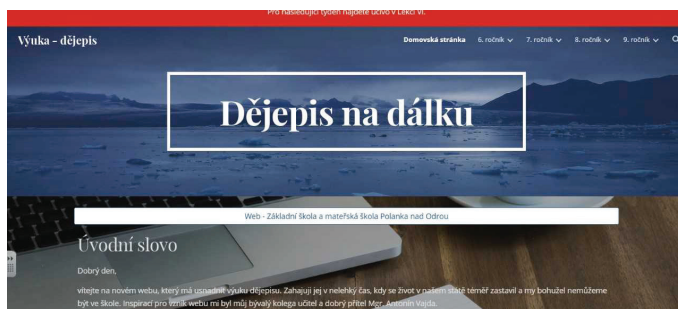 Pro následující týden najdete učivo v Lekci VI.
Výuka - dějepis
Domovská stránka 6. ročník 7. ročník 8. ročník 9. ročník
Dějepis na dálku
Web - Základní škola a mateřská škola Polanka nad Odrou
Úvodní slovo
Dobrý den,
vítejte na novém webu, který má usnadnit výuku dějepisu. Zahajuji jej v nelehký čas, kdy se život v našem státě téměř zastavil a my bohužel nemůžeme
být ve škole. Inspirací pro vznik webu mi byl můj bývalý kolega učitel a dobrý přítel Mgr. Antonín Vajda.